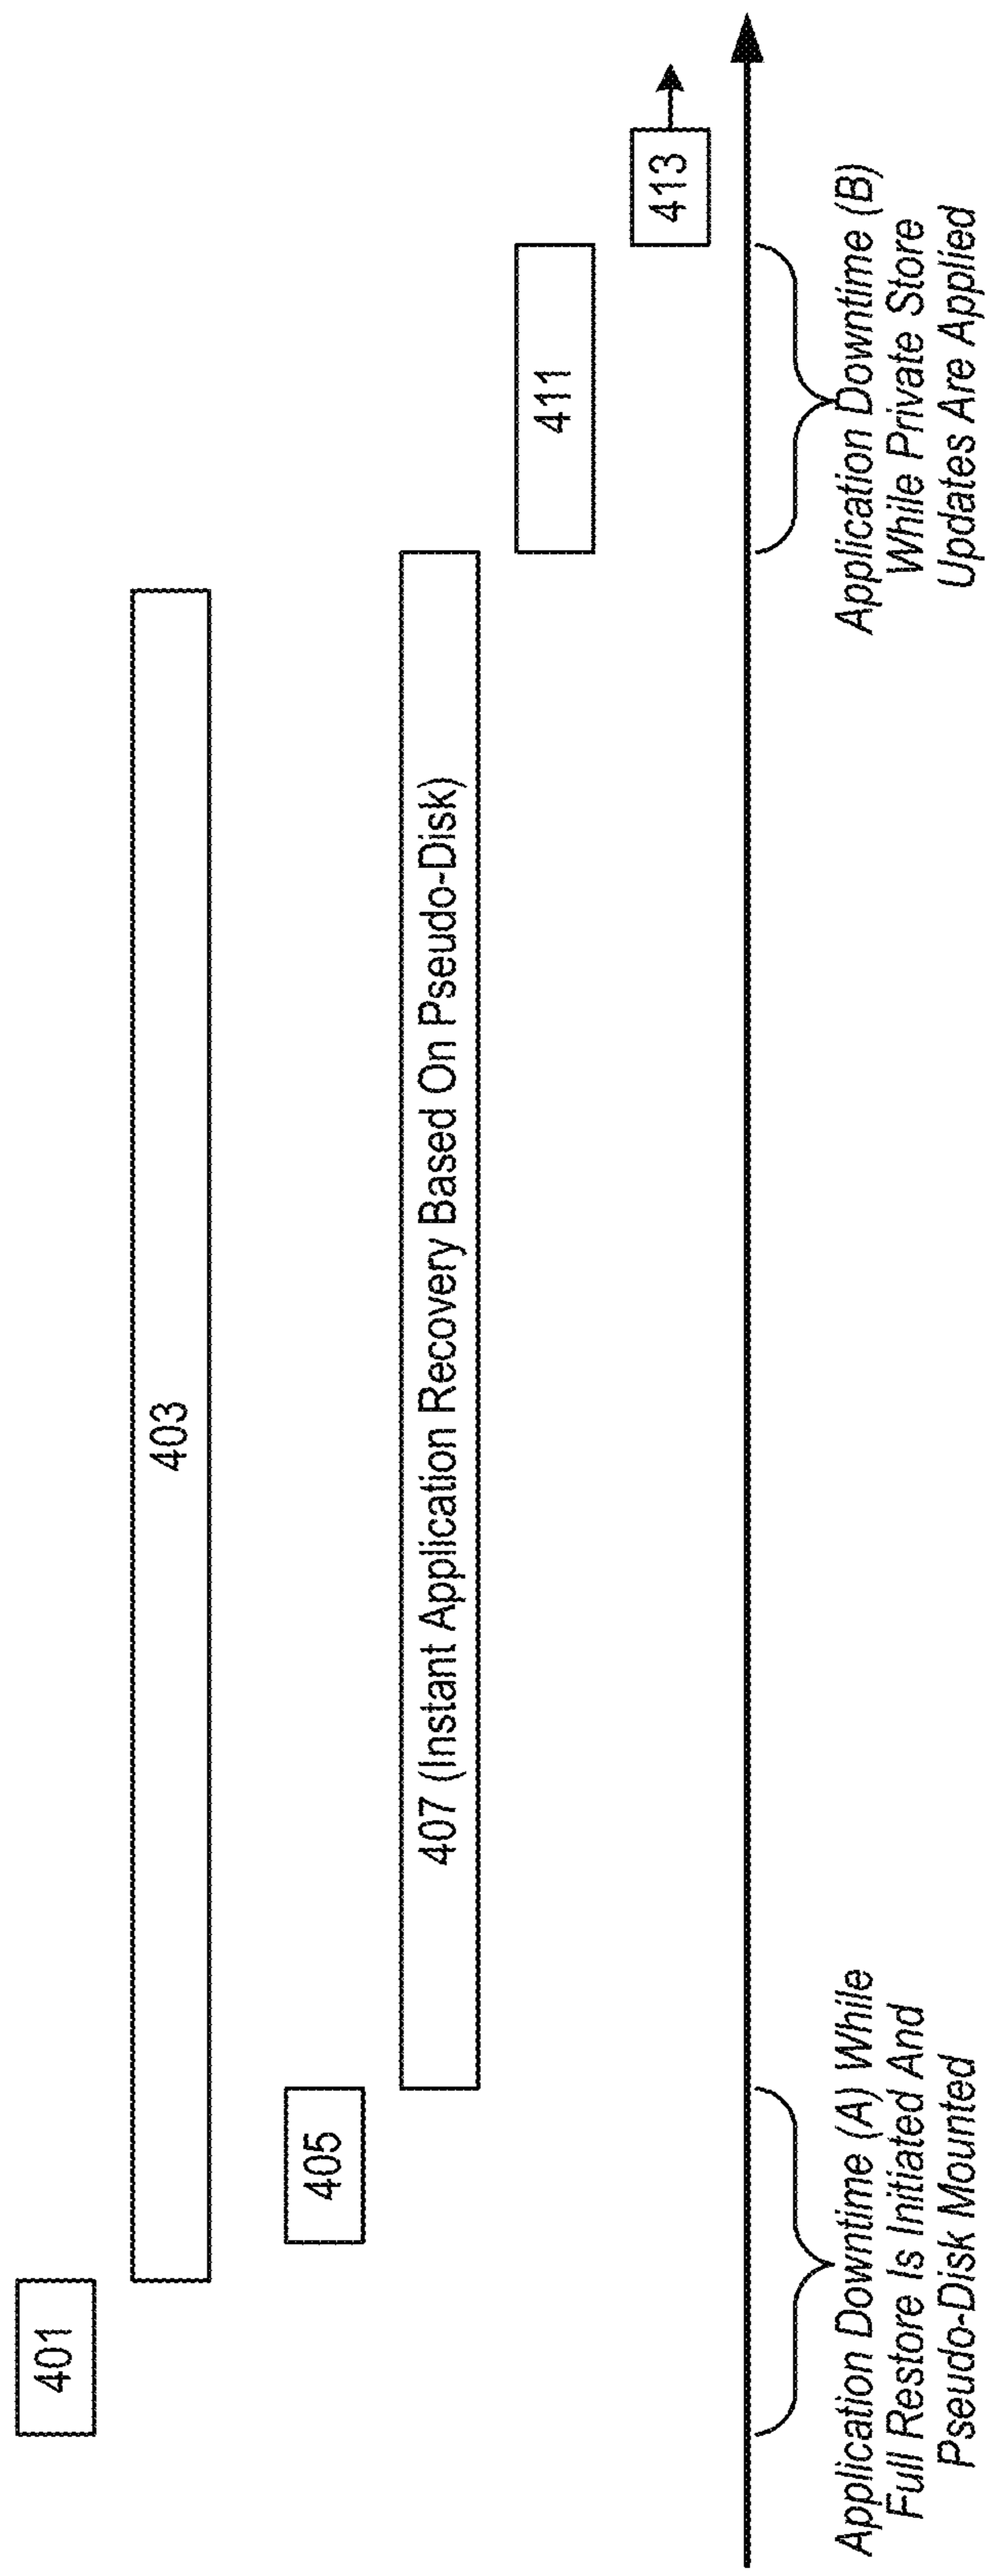 401
403
405
407 (Instant Application Recovery Based On Pseudo-Disk)
411
413
Application Downtime (A) While
Full Restore Is Initiated And
Pseudo-Disk Mounted
Application Downtime (B)
While Private Store
Updates Are Applied